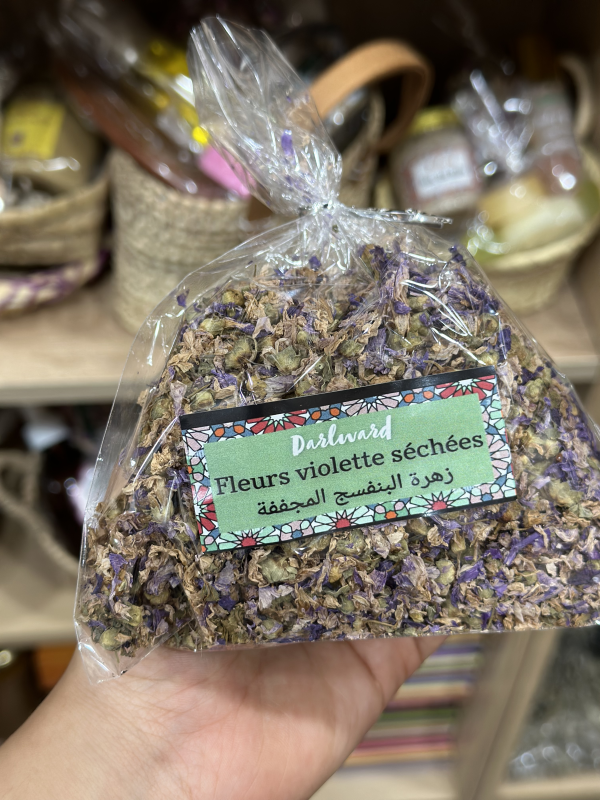 Darlward
Fleurs violette séchées
زهرة البنفسج المجففة